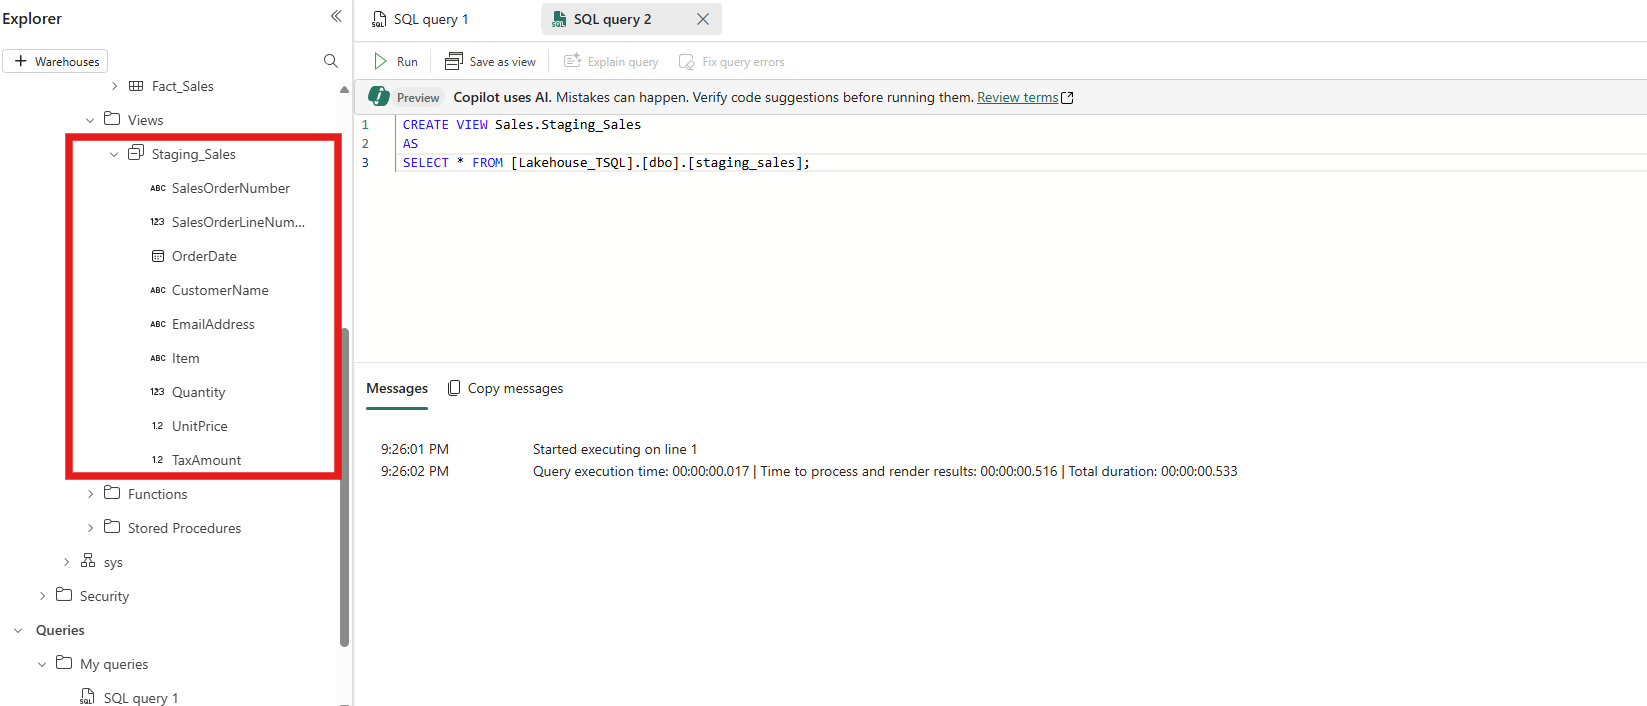 Explorer
+ Warehouses
Fact_Sales
Views
Staging_Sales
ABC SalesOrderNumber
123 SalesOrderLineNum...
OrderDate
ABC CustomerName
ABC EmailAddress
ABC Item
123 Quantity
1.2 UnitPrice
1.2 TaxAmount
Functions
Stored Procedures
sys
Security
Queries
My queries
SQL SQL query 1
SQL SQL query 1
SQL SQL query 2
Run
Save as view
Explain query
Fix query errors
Preview Copilot uses AI. Mistakes can happen. Verify code suggestions before running them. Review terms
1 CREATE VIEW Sales.Staging_Sales
2 AS
3 SELECT * FROM [Lakehouse_TSQL].[dbo].[staging_sales];
Messages
Copy messages
9:26:01 PM Started executing on line 1
9:26:02 PM Query execution time: 00:00:00.017 | Time to process and render results: 00:00:00.516 | Total duration: 00:00:00.533